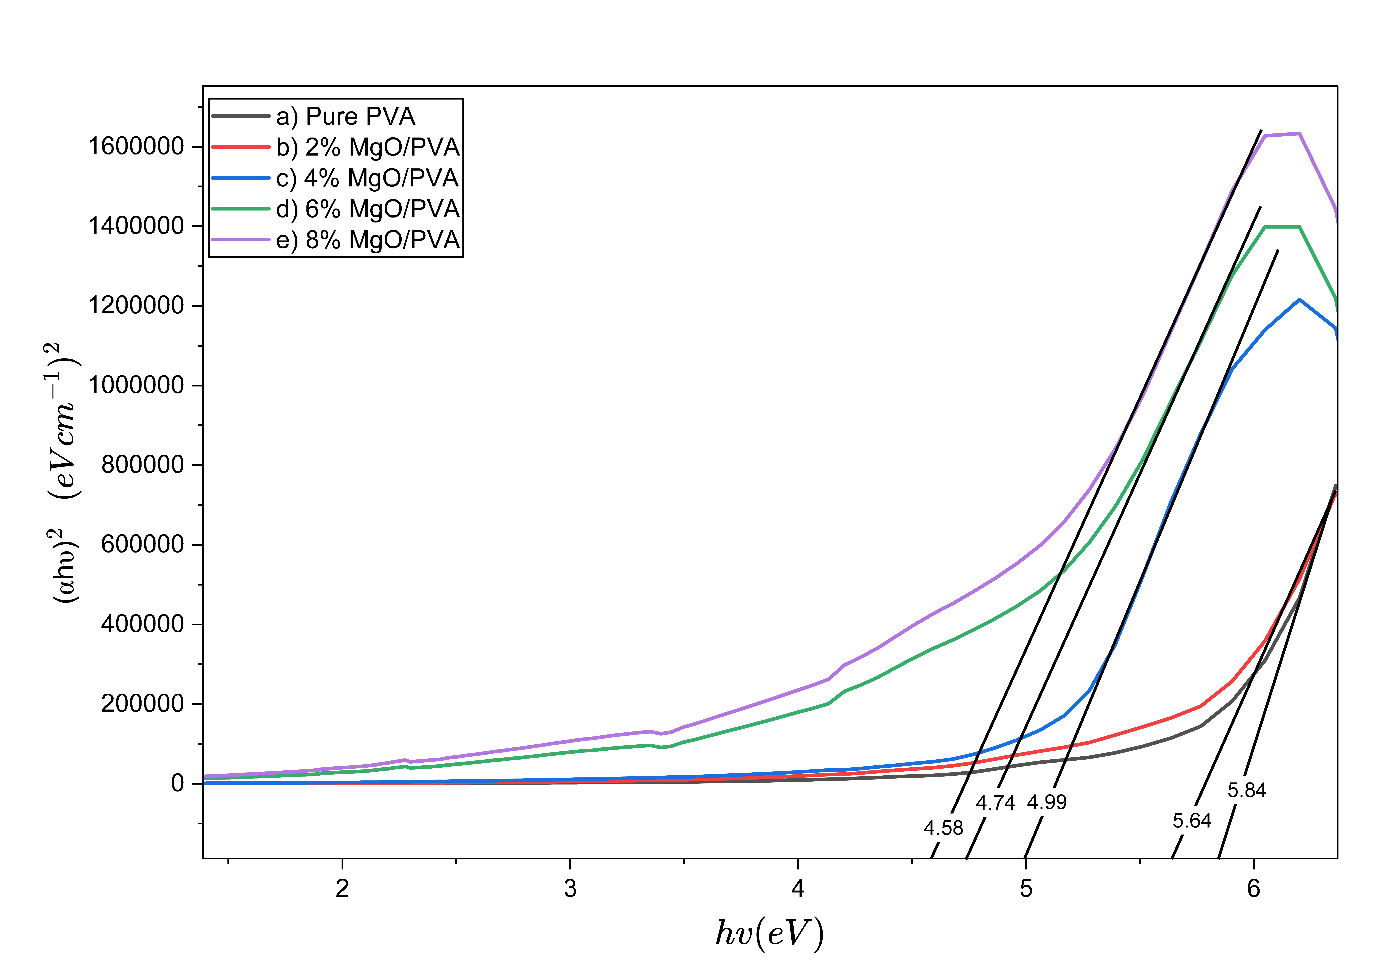 a) Pure PVA
b) 2% MgO/PVA
c) 4% MgO/PVA
d) 6% MgO/PVA
e) 8% MgO/PVA
1600000
1400000
1200000
1000000
800000
600000
400000
200000
0
(αhυ)² (eVcm⁻¹)²
4.58
4.74
4.99
5.64
5.84
2
3
4
5
6
hv(eV)